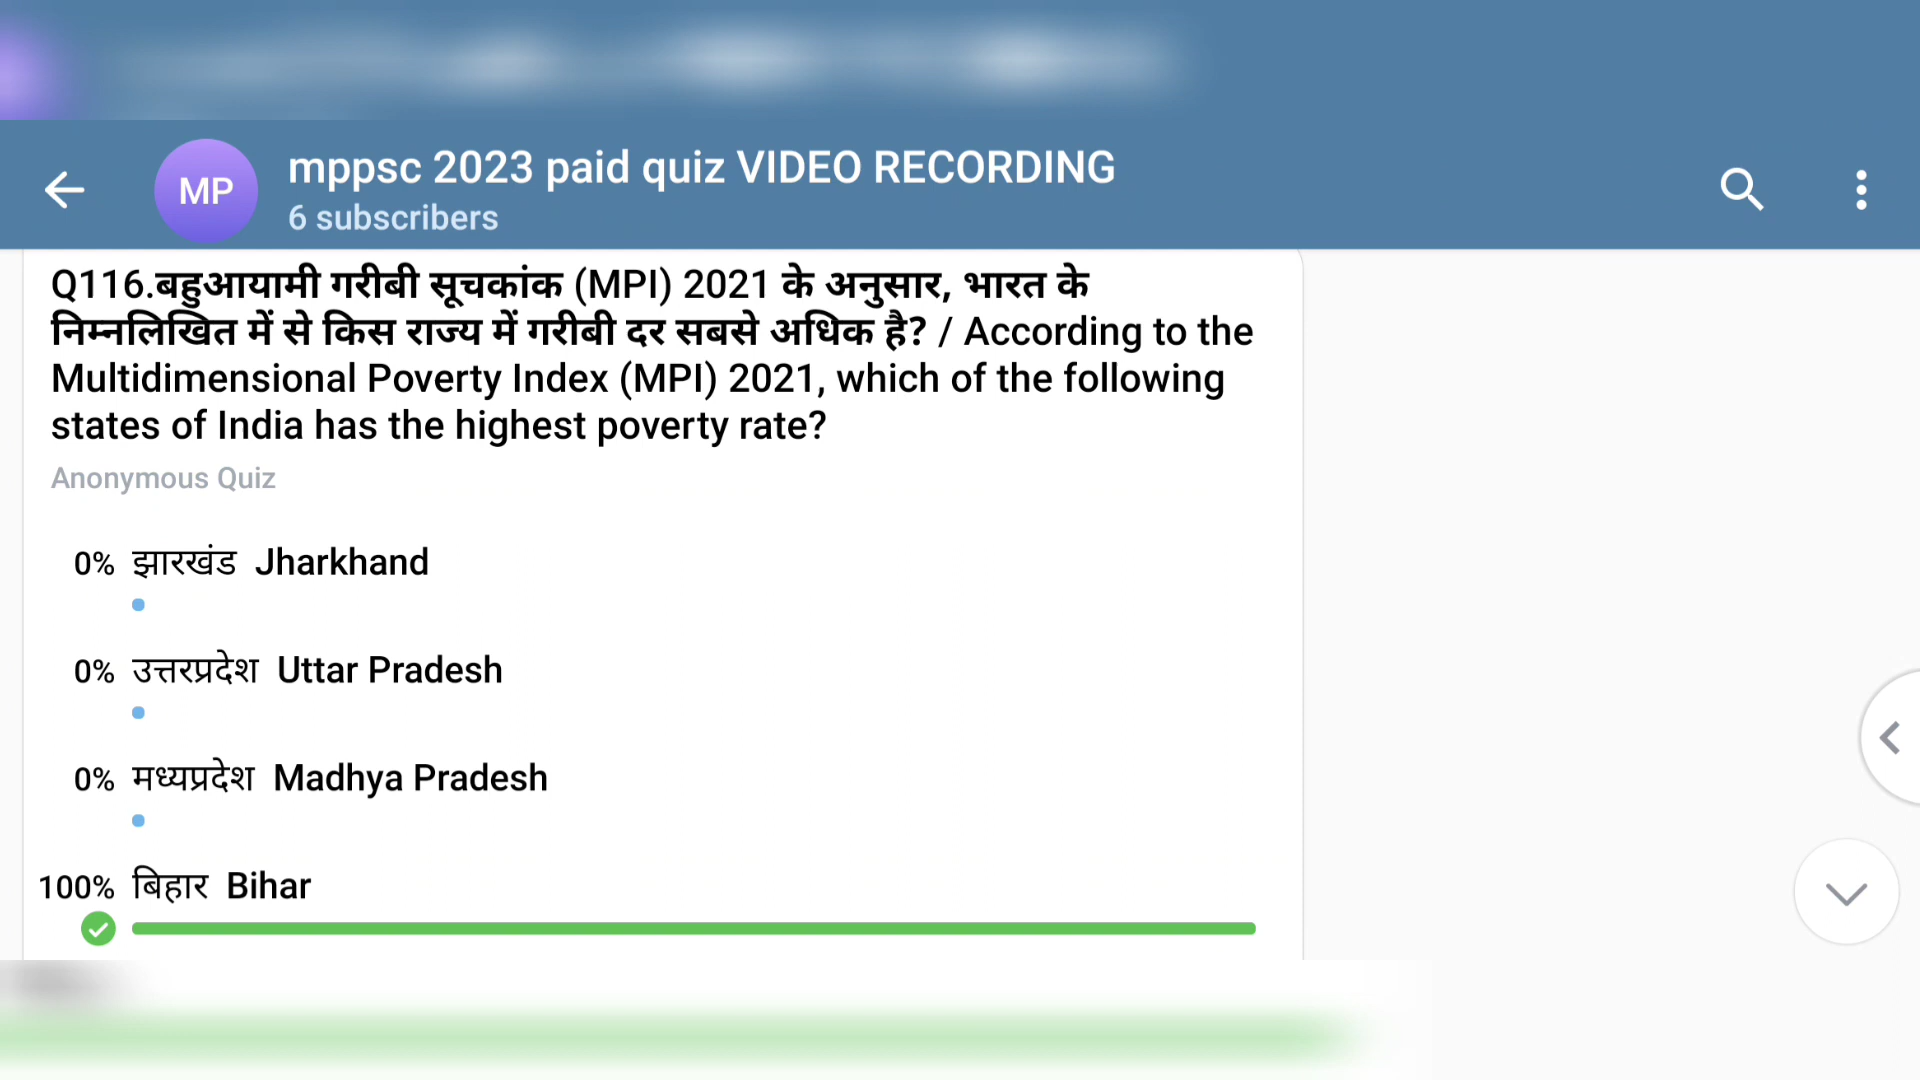 MP
mppsc 2023 paid quiz VIDEO RECORDING
6 subscribers
Q116.बहुआयामी गरीबी सूचकांक (MPI) 2021 के अनुसार, भारत के
निम्नलिखित में से किस राज्य में गरीबी दर सबसे अधिक है? / According to the
Multidimensional Poverty Index (MPI) 2021, which of the following
states of India has the highest poverty rate?
Anonymous Quiz
0% झारखंड Jharkhand
0% उत्तरप्रदेश Uttar Pradesh
0% मध्यप्रदेश Madhya Pradesh
100% बिहार Bihar